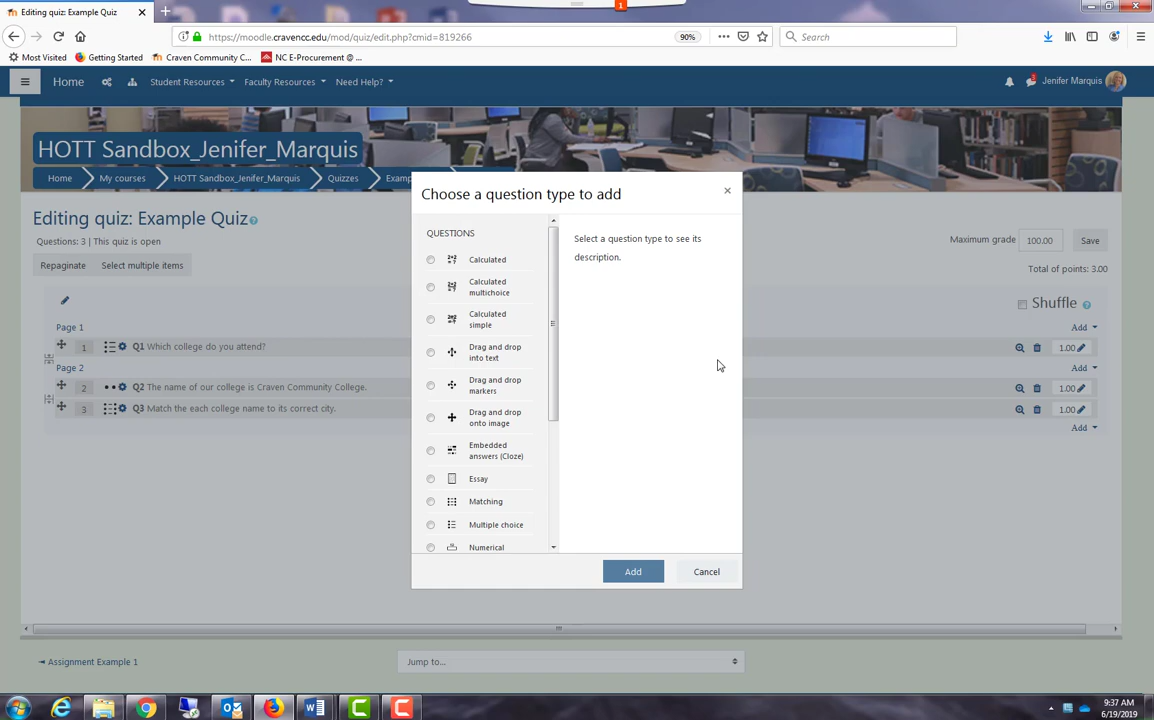 Editing quiz: Example Quiz
1
https://moodle.cravencc.edu/mod/quiz/edit.php?cmid=819266
90%
Search
Most Visited
Getting Started
Craven Community C...
NC E-Procurement @ ...
Home
Student Resources
Faculty Resources
Need Help?
Jenifer Marquis
HOTT Sandbox_Jenifer_Marquis
Home
My courses
HOTT Sandbox_Jenifer_Marquis
Quizzes
Examp
Choose a question type to add
×
Editing quiz: Example Quiz
Questions: 3 | This quiz is open
Maximum grade
100.00
Save
Repaginate
Select multiple items
Total of points: 3.00
QUESTIONS
Select a question type to see its
description.
Calculated
Calculated
multichoice
Calculated
simple
Drag and drop
into text
Drag and drop
markers
Drag and drop
onto image
Embedded
answers (Cloze)
Essay
Matching
Multiple choice
Numerical
Shuffle
Page 1
Add
1
Q1 Which college do you attend?
1.00
Page 2
Add
2
Q2 The name of our college is Craven Community College.
1.00
3
Q3 Match the each college name to its correct city.
1.00
Add
Add
Cancel
Assignment Example 1
Jump to...
9:37 AM
6/19/2019